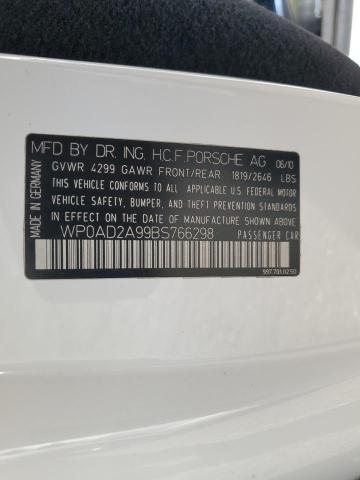 MFD BY DR. ING. H.C.F.PORSCHE AG 06/10
GVWR 4299 GAWR FRONT/REAR 1819/2646 LBS
THIS VEHICLE CONFORMS TO ALL APPLICABLE U.S. FEDERAL MOTOR
VEHICLE SAFETY, BUMPER, AND THEFT PREVENTION STANDARDS IN
EFFECT ON THE DATE OF MANUFACTURE SHOWN ABOVE.
WP0AD2A99BS766298 PASSENGER CAR
997.701.025D
MADE IN GERMANY